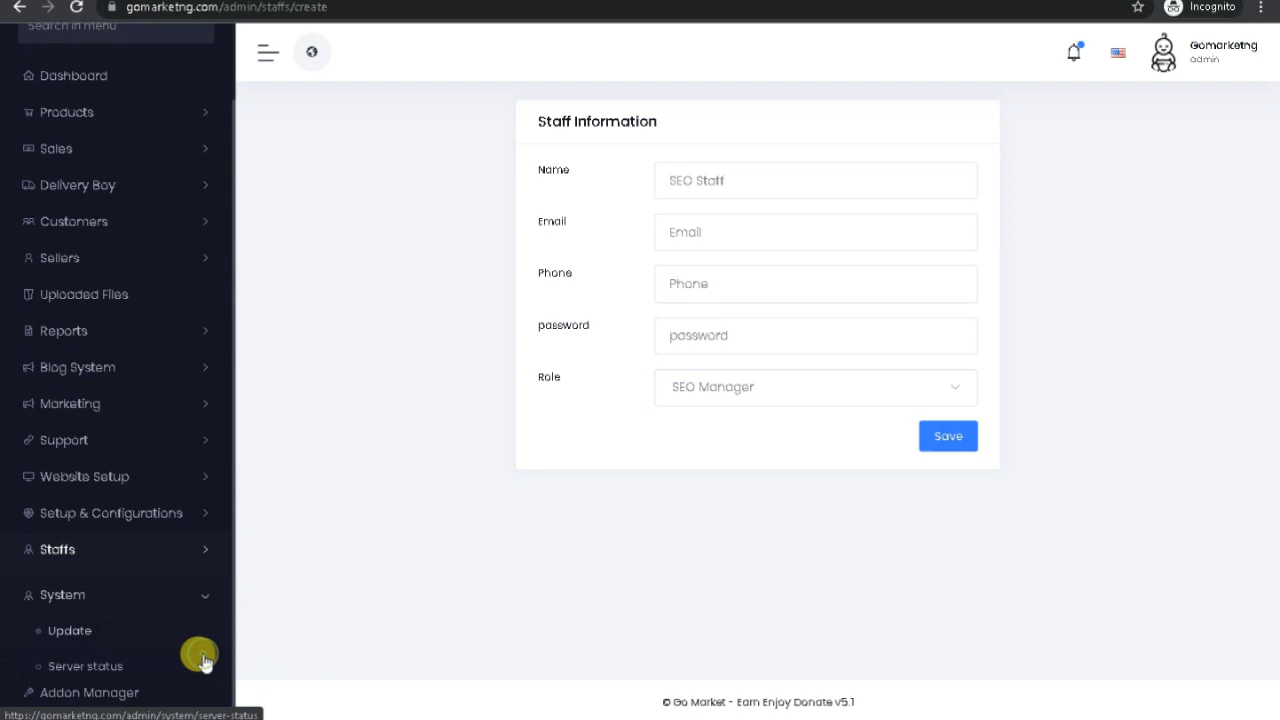 gomarketng.com/admin/staffs/create
Incognito
Search in menu
Dashboard
Products
Sales
Delivery Boy
Customers
Sellers
Uploaded Files
Reports
Blog System
Marketing
Support
Website Setup
Setup & Configurations
Staffs
System
Update
Server status
Addon Manager
https://gomarketng.com/admin/system/server-status
Gomarketng
admin
Staff Information
Name
SEO Staff
Email
Email
Phone
Phone
password
password
Role
SEO Manager
Save
© Go Market - Earn Enjoy Donate v5.1